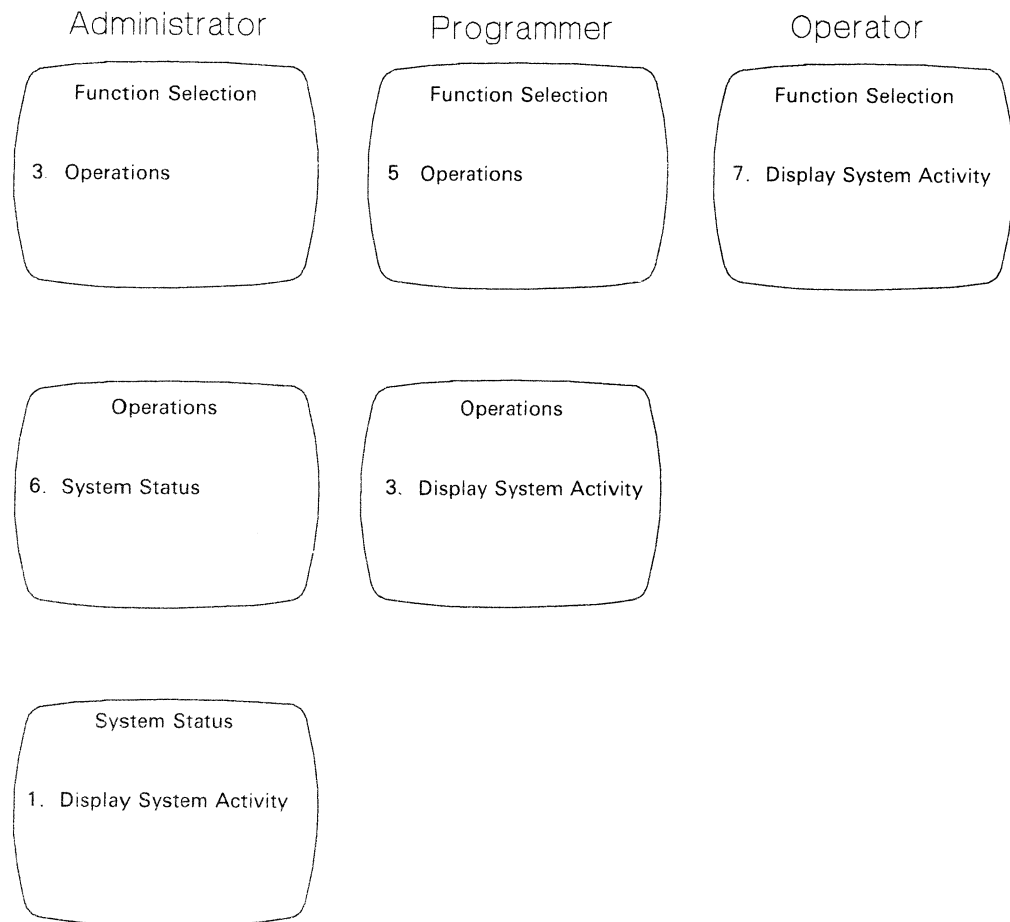 Administrator
Programmer
Operator
Function Selection
3. Operations
Function Selection
5 Operations
Function Selection
7. Display System Activity
Operations
6. System Status
Operations
3. Display System Activity
System Status
1. Display System Activity